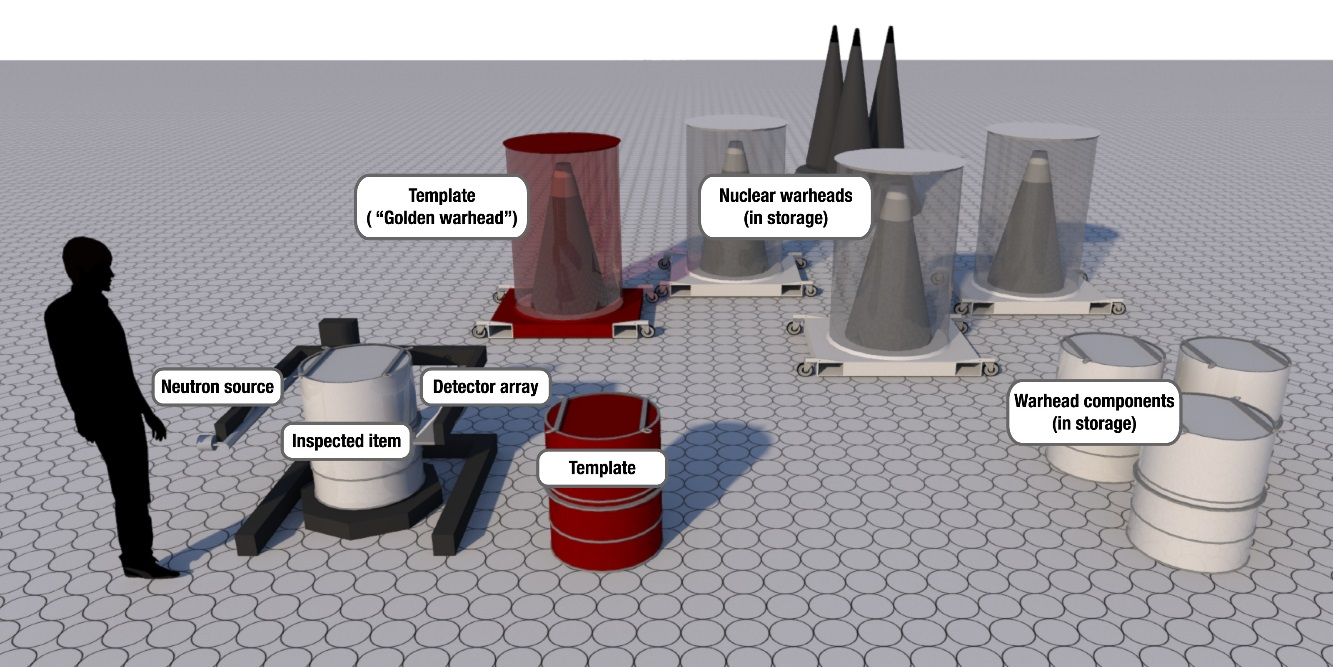 Template
( “Golden warhead”)
Nuclear warheads
(in storage)
Neutron source
Detector array
Inspected item
Template
Warhead components
(in storage)